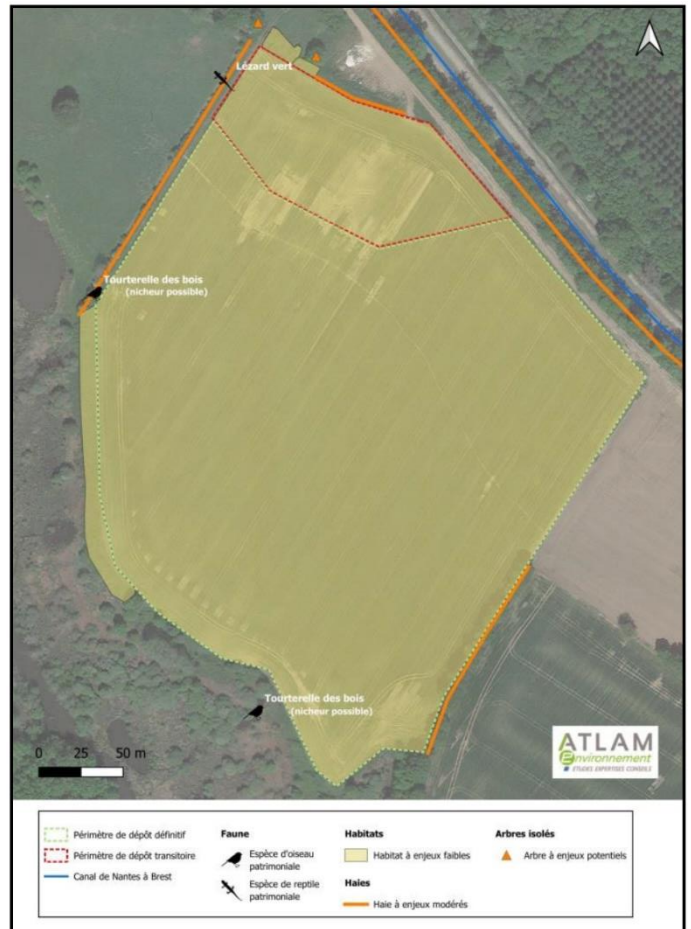 Lézard vert
Tourterelle des bois
(nicheur possible)
Tourterelle des bois
(nicheur possible)
0 25 50 m
ATLAM
Environnement
ETUDES EXPERTISES CONSEILS
Périmètre de dépôt définitif
Périmètre de dépôt transitoire
Canal de Nantes à Brest
Faune
Espèce d'oiseau
patrimoniale
Espèce de reptile
patrimoniale
Habitats
Habitat à enjeux faibles
Haies
Haie à enjeux modérés
Arbres isolés
Arbre à enjeux potentiels